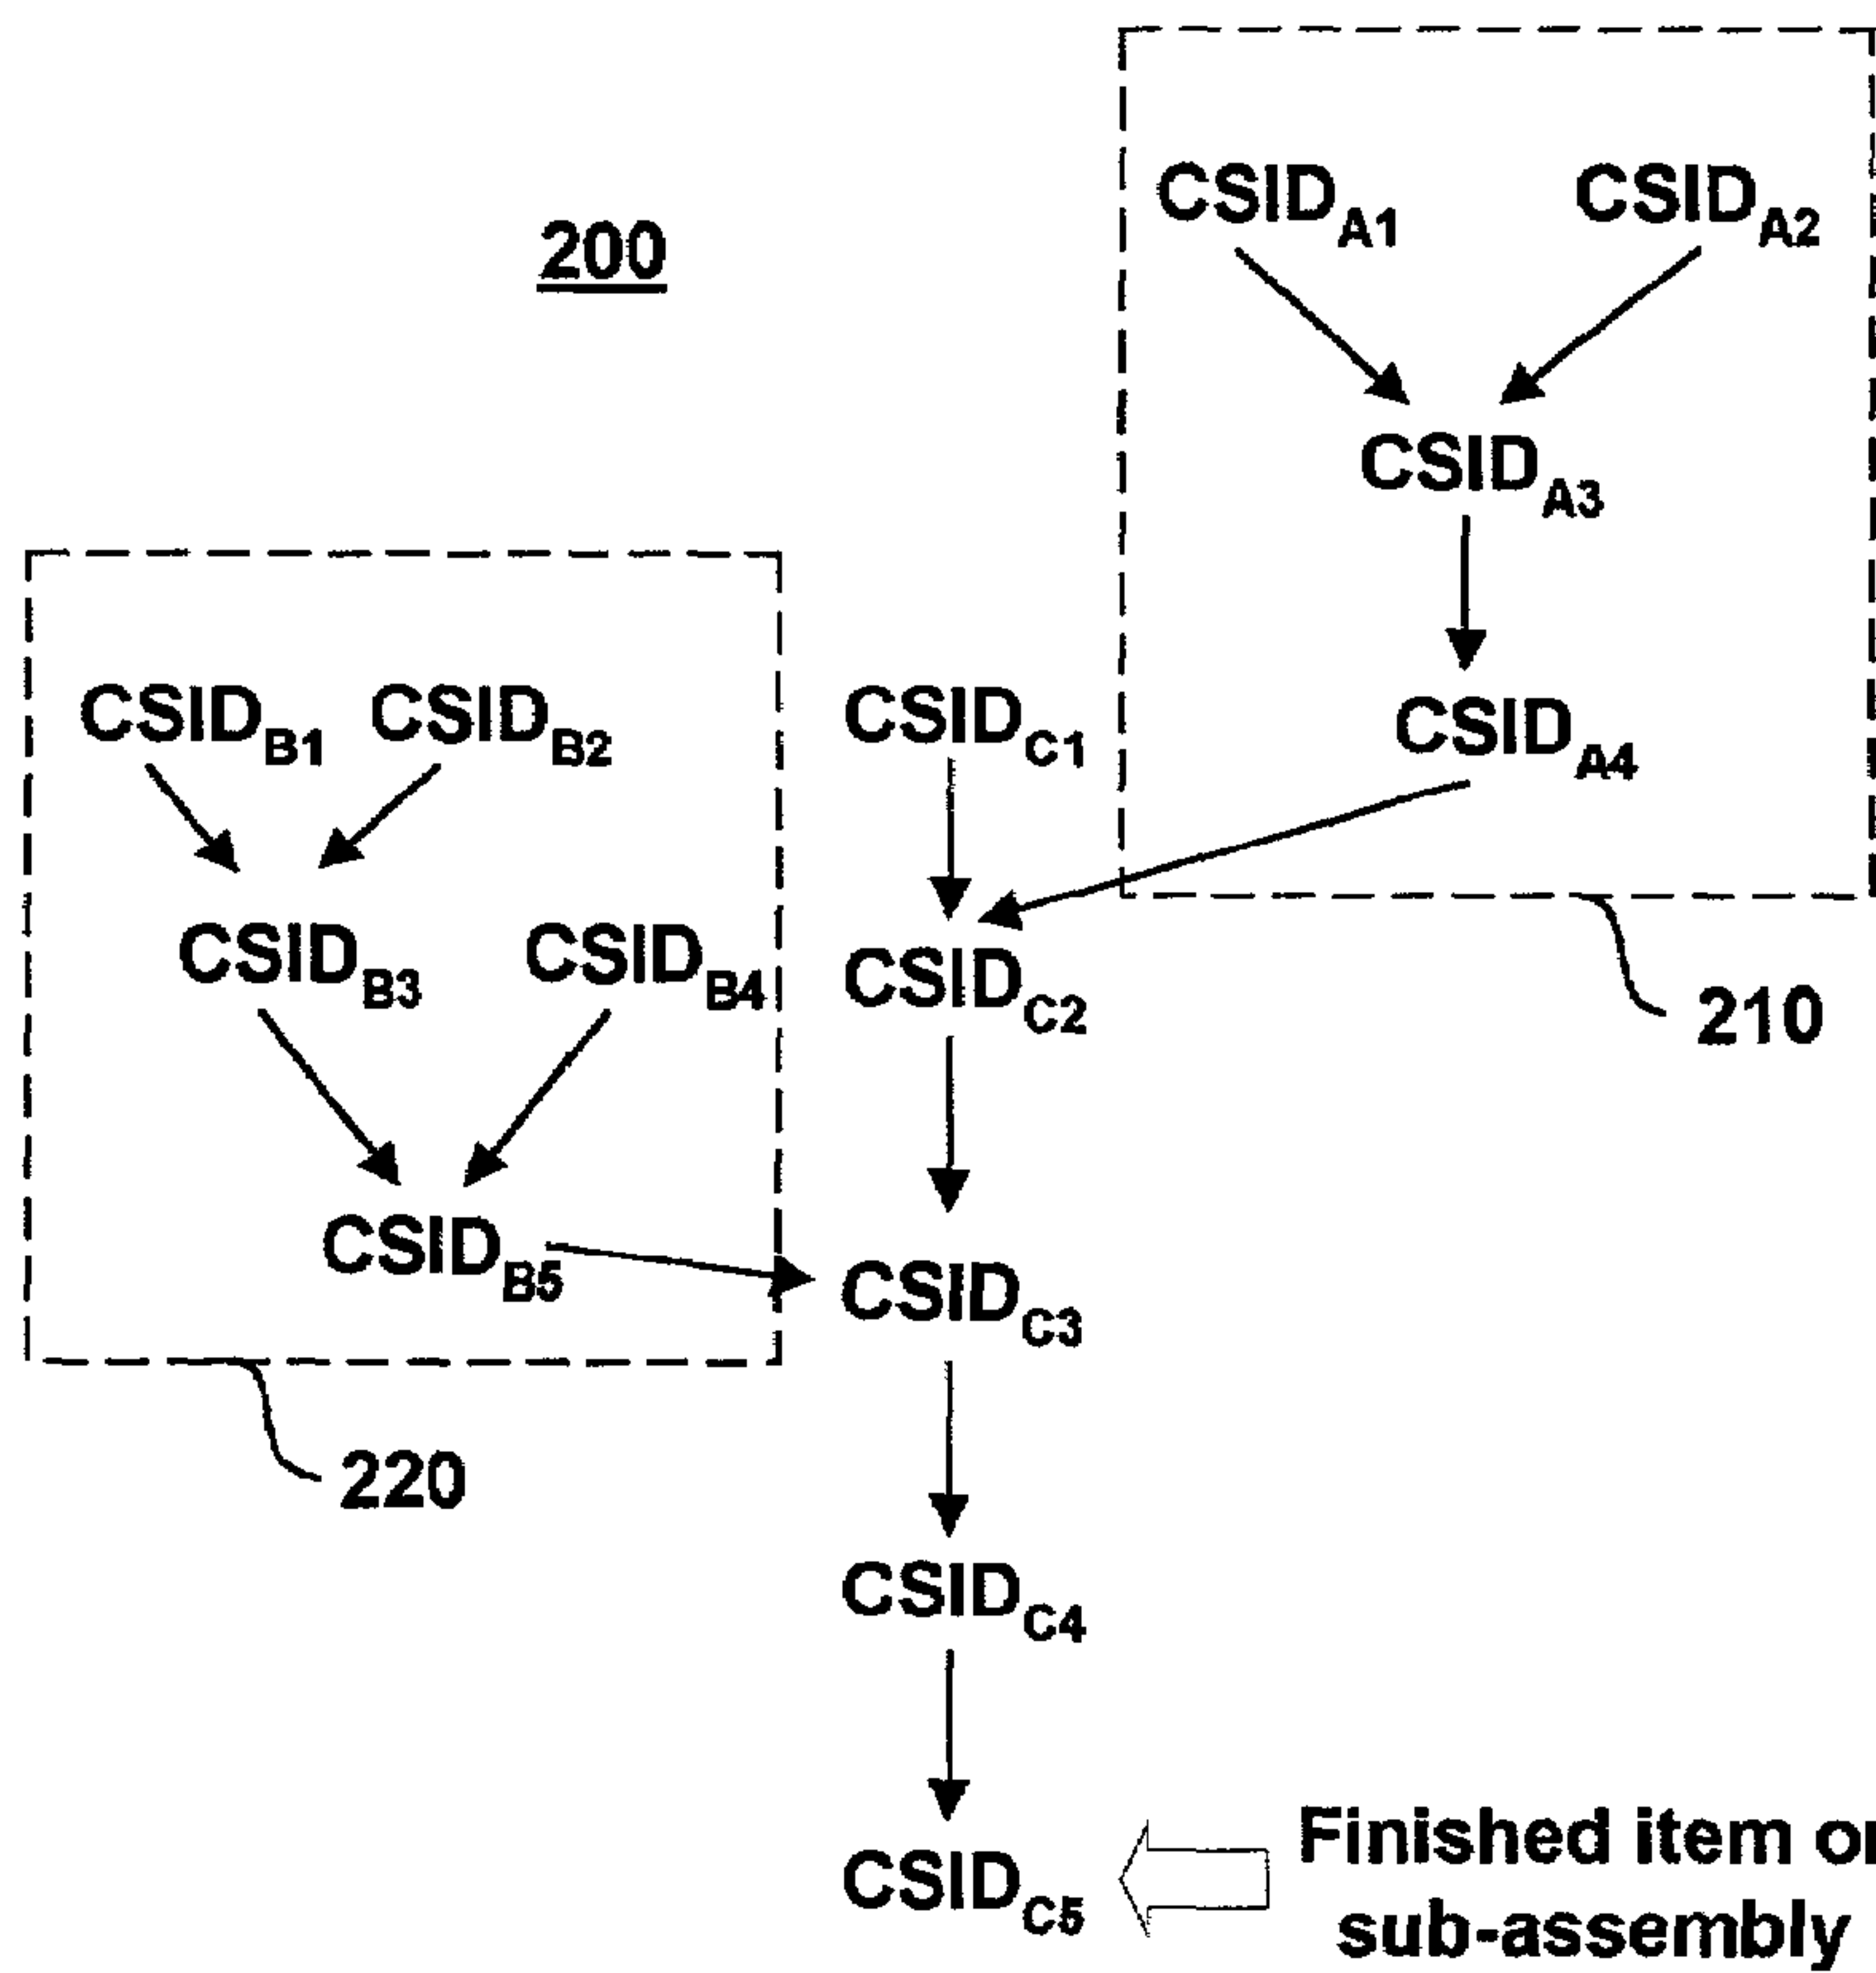 200
CSIDA1
CSIDA2
CSIDA3
CSIDB1
CSIDB2
CSIDC1
CSIDA4
CSIDB3
CSIDB4
CSIDC2
210
CSIDB5
CSIDC3
220
CSIDC4
CSIDC5
Finished item or
sub-assembly